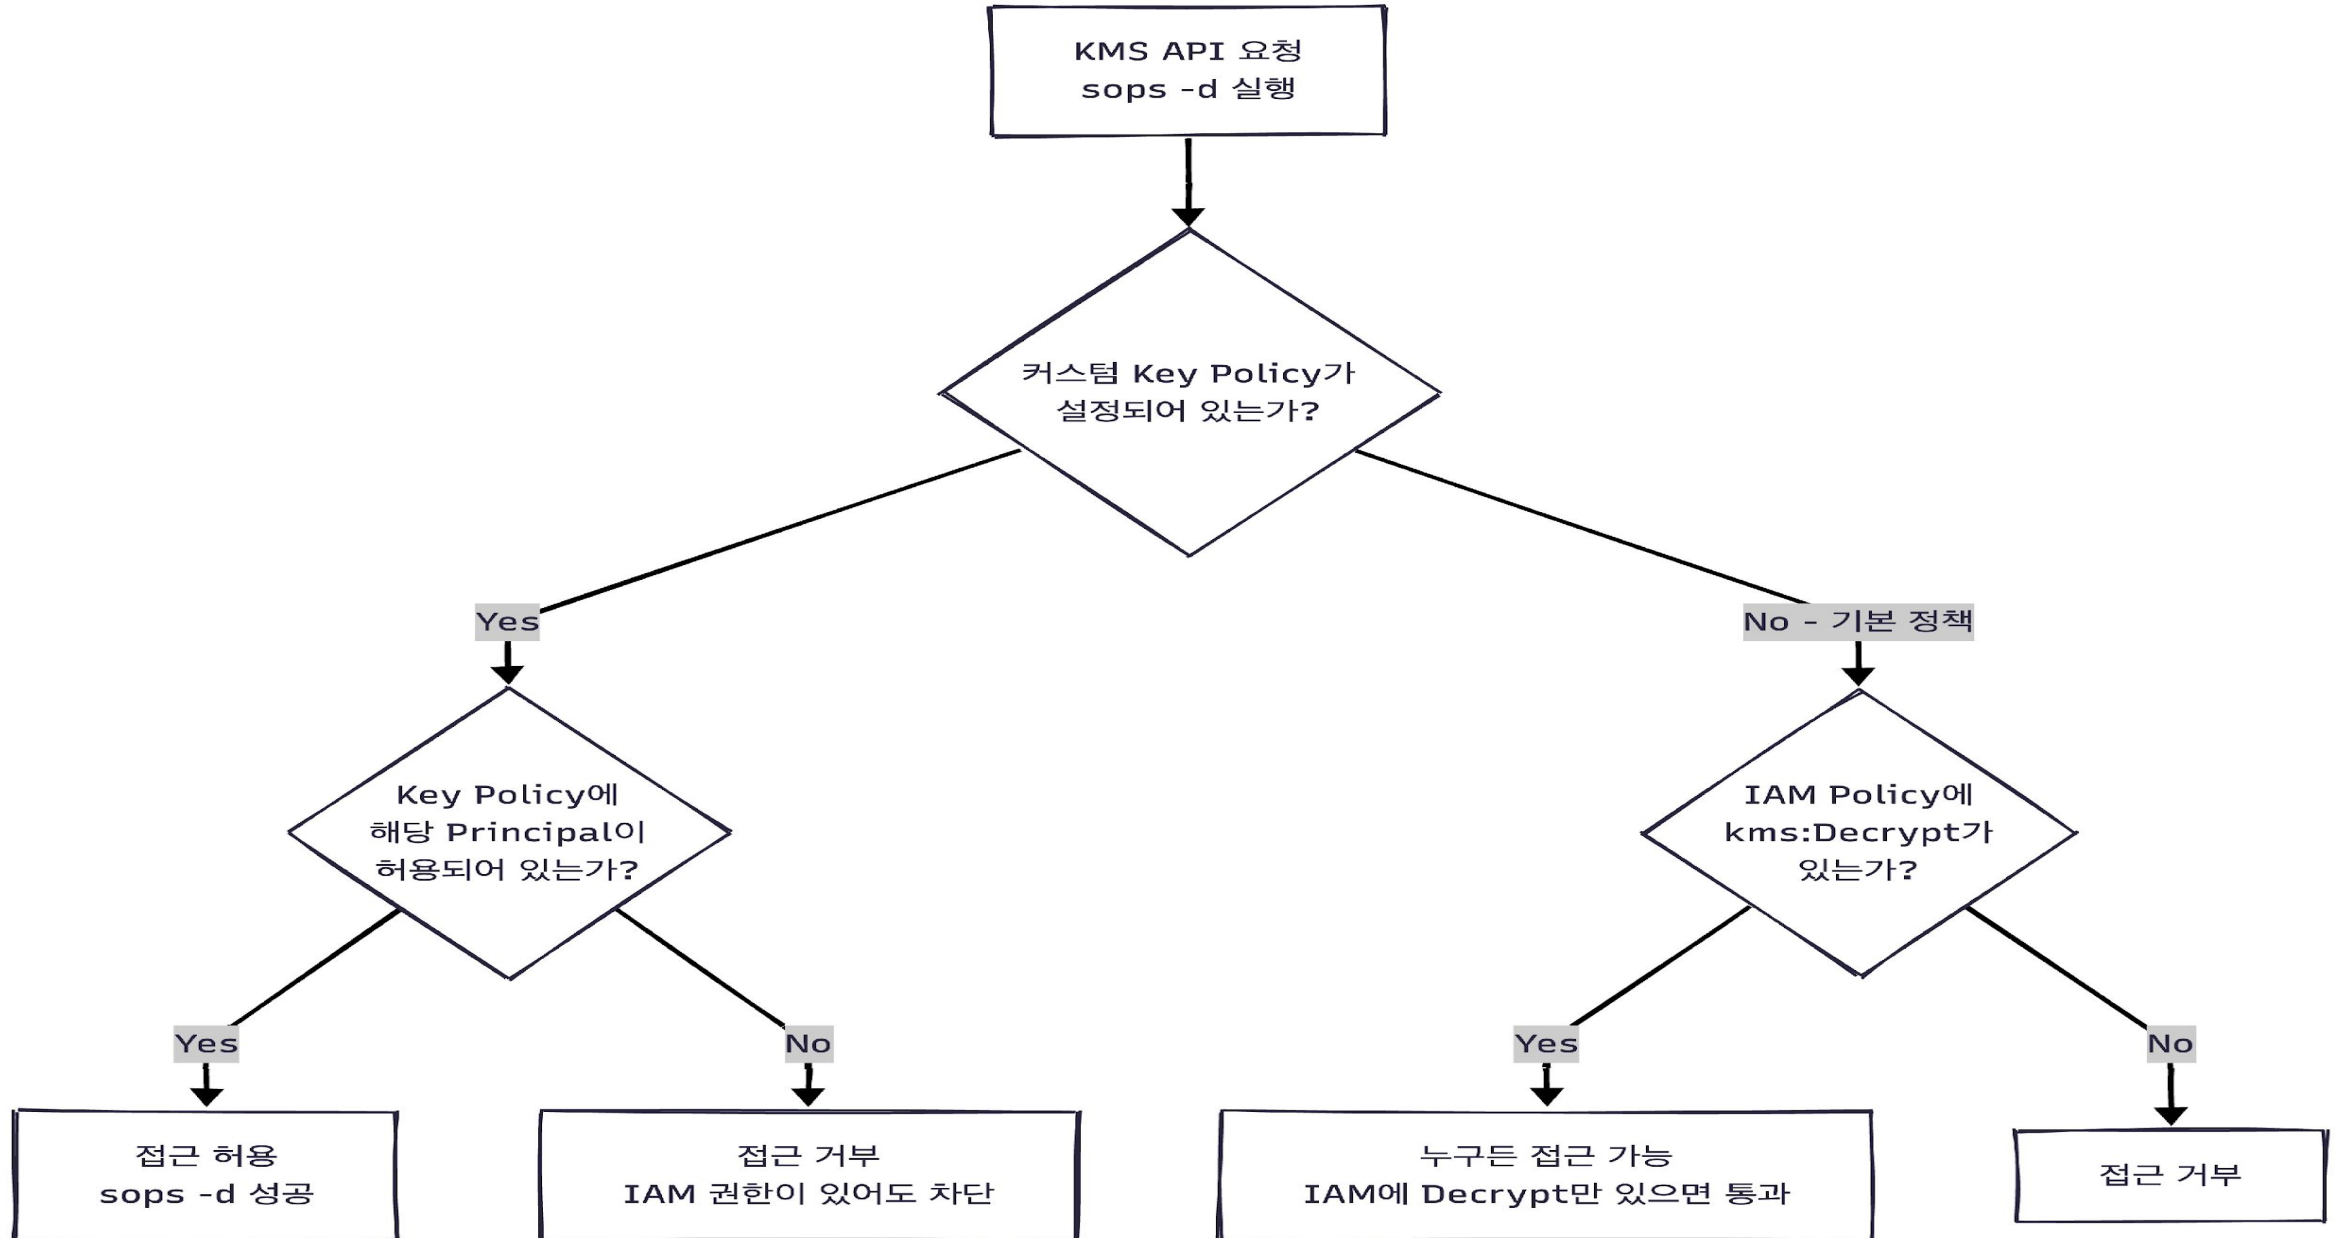 KMS API 요청
sops -d 실행
커스텀 Key Policy가
설정되어 있는가?
Yes
No - 기본 정책
Key Policy에
해당 Principal이
허용되어 있는가?
IAM Policy에
kms:Decrypt가
있는가?
Yes
No
Yes
No
접근 허용
sops -d 성공
접근 거부
IAM 권한이 있어도 차단
누구든 접근 가능
IAM에 Decrypt만 있으면 통과
접근 거부